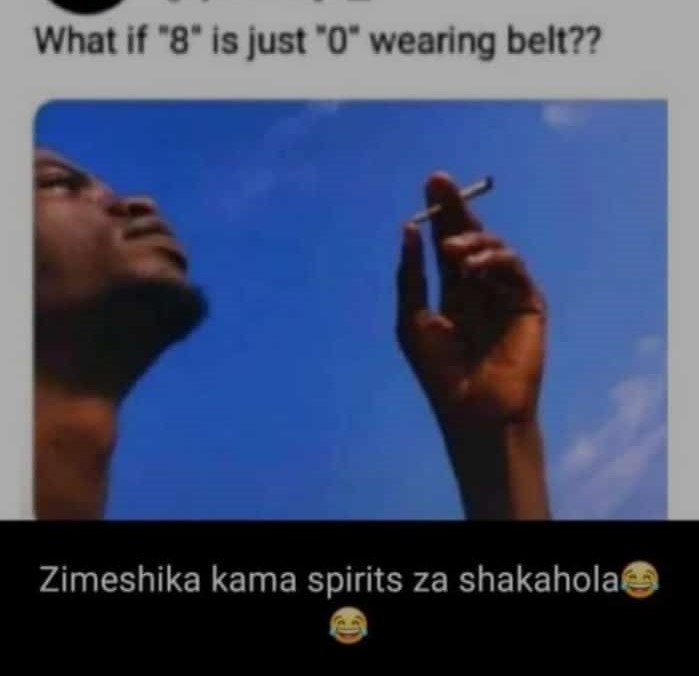 What if "8" is just "0" wearing belt??
Zimeshika kama spirits za shakahola😂
😂